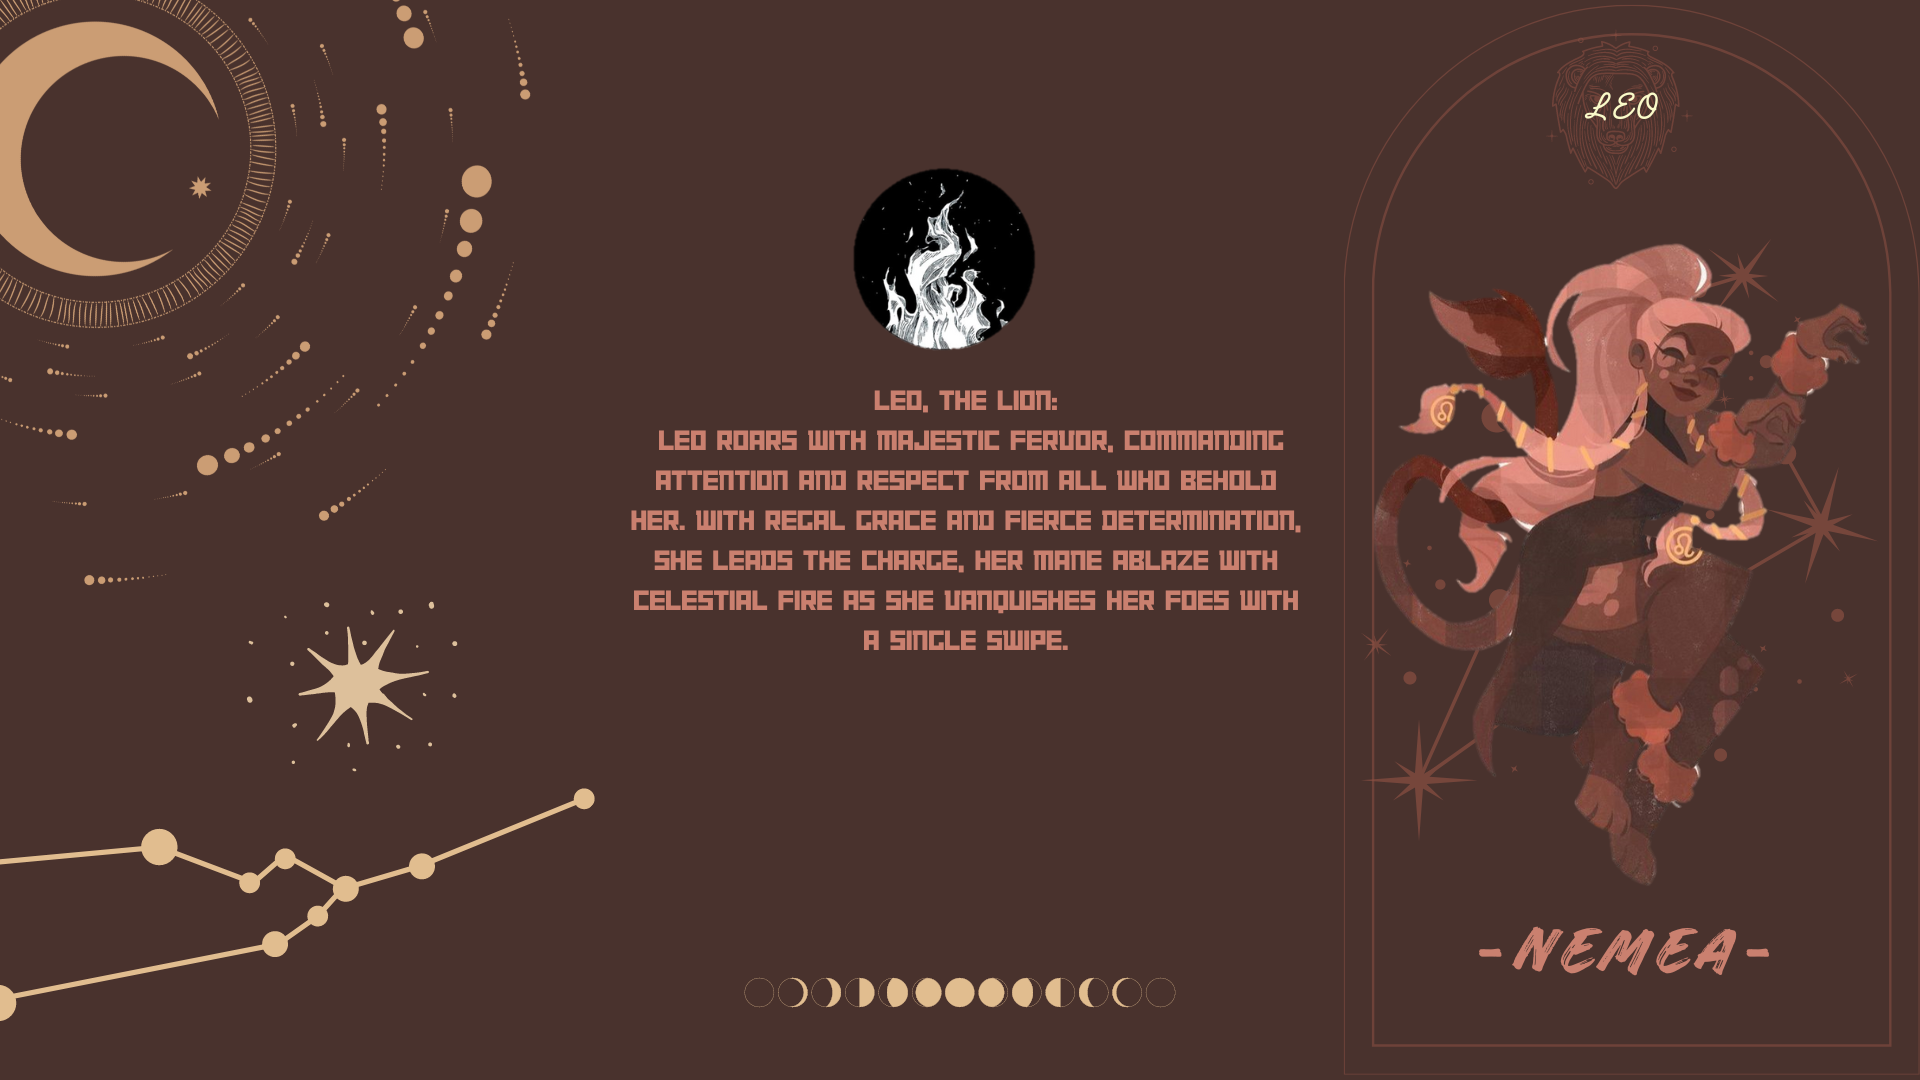 LEO
LEO, THE LION:
LEO ROARS WITH MAJESTIC FERVOR, COMMANDING
ATTENTION AND RESPECT FROM ALL WHO BEHOLD
HER. WITH REGAL GRACE AND FIERCE DETERMINATION,
SHE LEADS THE CHARGE, HER MANE ABLAZE WITH
CELESTIAL FIRE AS SHE VANQUISHES HER FOES WITH
A SINGLE SWIPE.
-NEMEA-